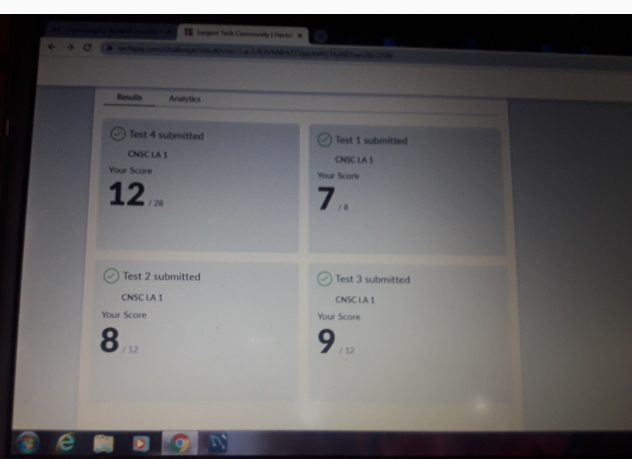 Largest Tech Community | Hacka
Results Analytics
Test 4 submitted
CNSC I.A 1
Your Score
12 / 28
Test 1 submitted
CNSC I.A 1
Your Score
7 / 8
Test 2 submitted
CNSC I.A 1
Your Score
8 / 12
Test 3 submitted
CNSC I.A 1
Your Score
9 / 12